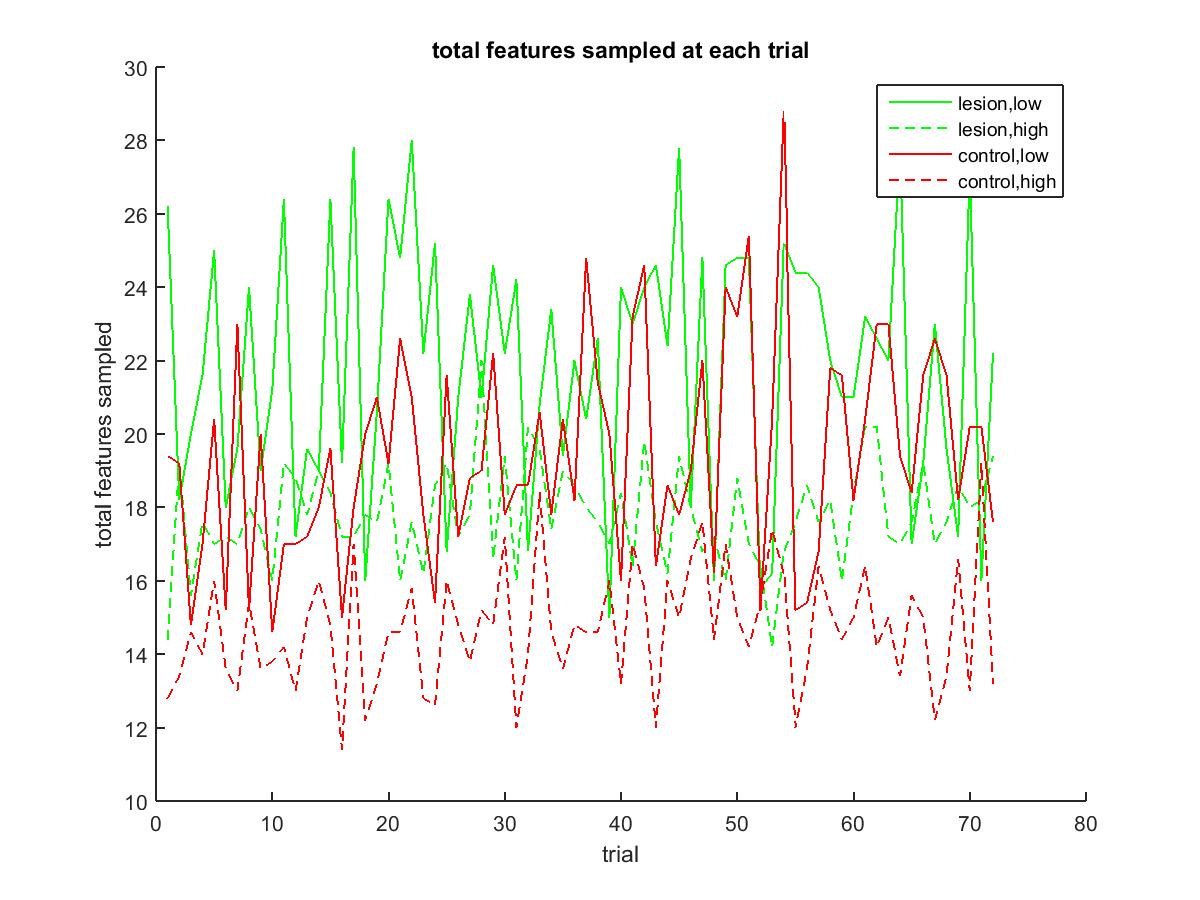 total features sampled at each trial
30
28
26
24
22
20
18
16
14
12
10
total features sampled
lesion,low
lesion,high
control,low
control,high
0 10 20 30 40 50 60 70 80
trial